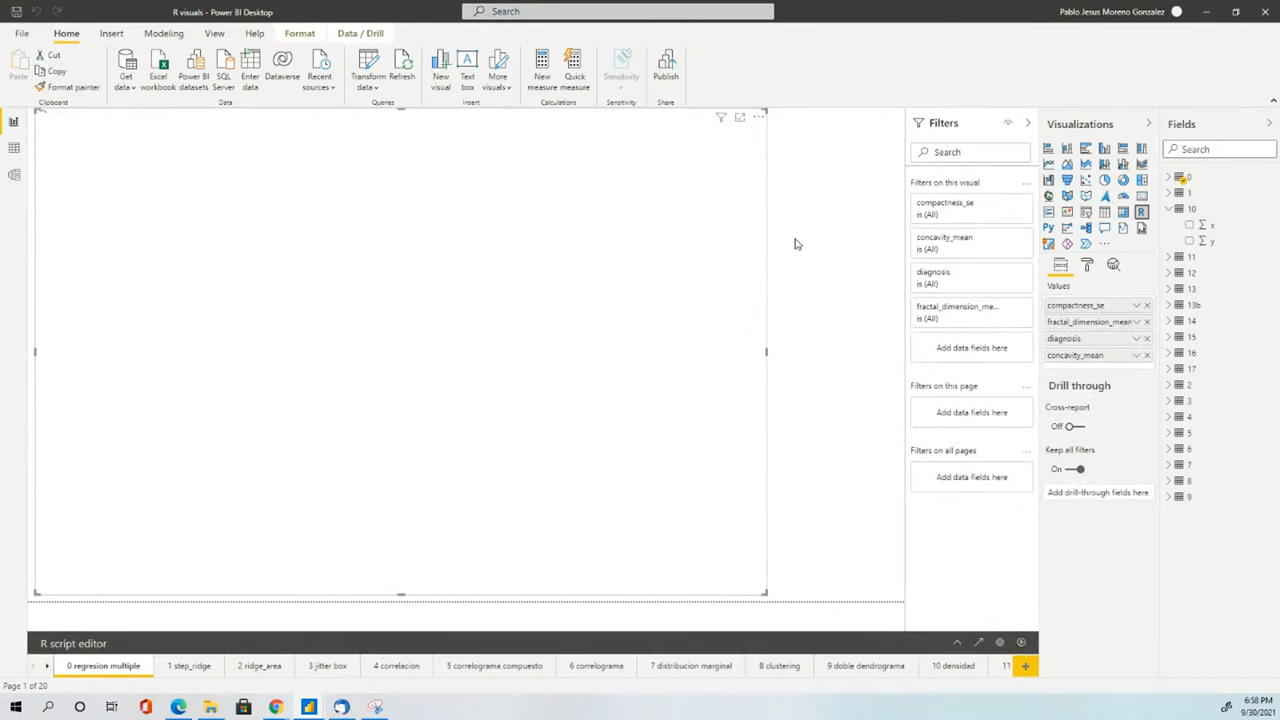 R visuals - Power BI Desktop
Search
Pablo Jesus Moreno Gonzalez
File
Home
Insert
Modeling
View
Help
Format
Data / Drill
Paste
Cut
Copy
Format painter
Get data
Excel workbook
Power BI datasets
SQL Server
Enter data
Dataverse
Recent sources
Transform data
Refresh
New visual
Text box
More visuals
New measure
Quick measure
Sensitivity
Publish
Clipboard
Data
Queries
Insert
Calculations
Sensitivity
Share
Filters
Search
Filters on this visual
compactness_se
is (All)
concavity_mean
is (All)
diagnosis
is (All)
fractal_dimension_me...
is (All)
Add data fields here
Filters on this page
Add data fields here
Filters on all pages
Add data fields here
Visualizations
R
Py
Values
compactness_se
fractal_dimension_mean
diagnosis
concavity_mean
Drill through
Cross-report
Off
Keep all filters
On
Add drill-through fields here
Fields
Search
0
1
10
x
y
11
12
13
13b
14
15
16
17
2
3
4
5
6
7
8
9
R script editor
0 regresion multiple
1 step_ridge
2 ridge_area
3 jitter box
4 correlacion
5 correlograma compuesto
6 correlograma
7 distribucion marginal
8 clustering
9 doble dendrograma
10 densidad
11
Page 1 of 20
6:58 PM
9/30/2021